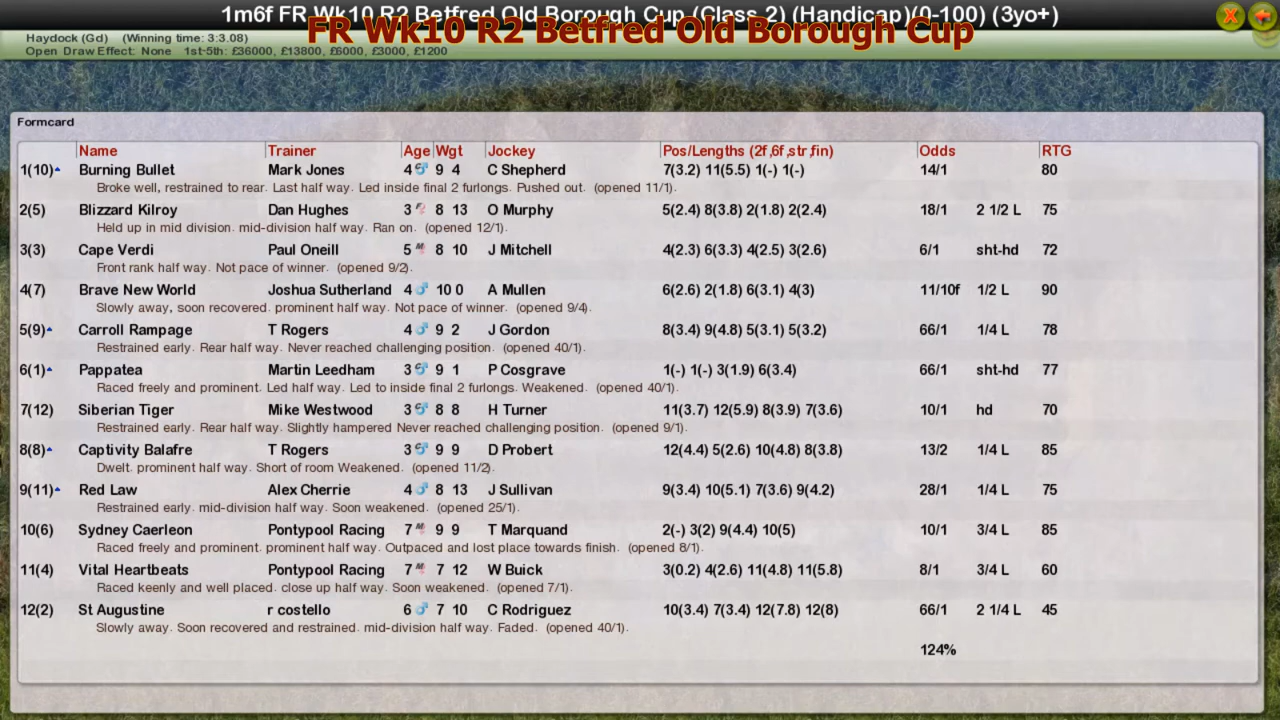 1m6f FR Wk10 R2 Betfred Old Borough Cup (Class 2) (Handicap)(0-100) (3yo+)
FR Wk10 R2 Betfred Old Borough Cup
Haydock (Gd) (Winning time: 3:3.08)
Open Draw Effect: None 1st-5th: £36000, £13800, £6000, £3000, £1200
Formcard
Name Trainer Age Wgt Jockey Pos/Lengths (2f,6f,str,fin) Odds RTG
1(10) Burning Bullet Mark Jones 4 9 4 C Shepherd 7(3.2) 11(5.5) 1(-) 1(-) 14/1 80
Broke well, restrained to rear. Last half way. Led inside final 2 furlongs. Pushed out. (opened 11/1).
2(5) Blizzard Kilroy Dan Hughes 3 8 13 O Murphy 5(2.4) 8(3.8) 2(1.8) 2(2.4) 18/1 2 1/2 L 75
Held up in mid division. mid-division half way. Ran on. (opened 12/1).
3(3) Cape Verdi Paul Oneill 5 8 10 J Mitchell 4(2.3) 6(3.3) 4(2.5) 3(2.6) 6/1 sht-hd 72
Front rank half way. Not pace of winner. (opened 9/2).
4(7) Brave New World Joshua Sutherland 4 10 0 A Mullen 6(2.6) 2(1.8) 6(3.1) 4(3) 11/10f 1/2 L 90
Slowly away, soon recovered. prominent half way. Not pace of winner. (opened 9/4).
5(9) Carroll Rampage T Rogers 4 9 2 J Gordon 8(3.4) 9(4.8) 5(3.1) 5(3.2) 66/1 1/4 L 78
Restrained early. Rear half way. Never reached challenging position. (opened 40/1).
6(1) Pappatea Martin Leedham 3 9 1 P Cosgrave 1(-) 1(-) 3(1.9) 6(3.4) 66/1 sht-hd 77
Raced freely and prominent. Led half way. Led to inside final 2 furlongs. Weakened. (opened 40/1).
7(12) Siberian Tiger Mike Westwood 3 8 8 H Turner 11(3.7) 12(5.9) 8(3.9) 7(3.6) 10/1 hd 70
Restrained early. Rear half way. Slightly hampered Never reached challenging position. (opened 9/1).
8(8) Captivity Balafre T Rogers 3 9 9 D Probert 12(4.4) 5(2.6) 10(4.8) 8(3.8) 13/2 1/4 L 85
Dwelt. prominent half way. Short of room Weakened. (opened 11/2).
9(11) Red Law Alex Cherrie 4 8 13 J Sullivan 9(3.4) 10(5.1) 7(3.6) 9(4.2) 28/1 1/4 L 75
Restrained early. mid-division half way. Soon weakened. (opened 25/1).
10(6) Sydney Caerleon Pontypool Racing 7 9 9 T Marquand 2(-) 3(2) 9(4.4) 10(5) 10/1 3/4 L 85
Raced freely and prominent. prominent half way. Outpaced and lost place towards finish. (opened 8/1).
11(4) Vital Heartbeats Pontypool Racing 7 7 12 W Buick 3(0.2) 4(2.6) 11(4.8) 11(5.8) 8/1 3/4 L 60
Raced keenly and well placed. close up half way. Soon weakened. (opened 7/1).
12(2) St Augustine r costello 6 7 10 C Rodriguez 10(3.4) 7(3.4) 12(7.8) 12(8) 66/1 2 1/4 L 45
Slowly away. Soon recovered and restrained. mid-division half way. Faded. (opened 40/1).
124%